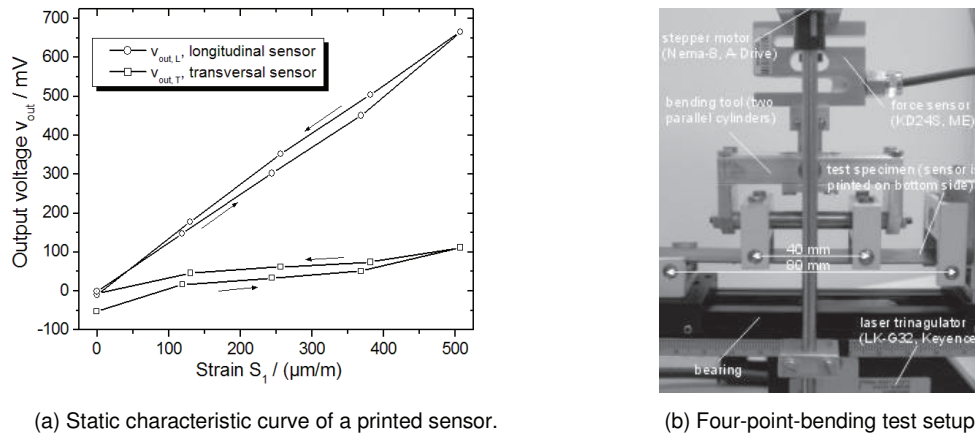 700
600
500
400
300
200
100
0
-100
Output voltage v_out / mV
v_out, L, longitudinal sensor
v_out, T, transversal sensor
0 100 200 300 400 500
Strain S_1 / (µm/m)
(a) Static characteristic curve of a printed sensor.
stepper motor
(Nema-8, A-Drive)
force sensor
(KD24S, ME)
bending tool (two
parallel cylinders)
test specimen (sensor is
printed on bottom side)
40 mm
80 mm
laser trinagulator
(LK-G32, Keyence
bearing
(b) Four-point-bending test setup